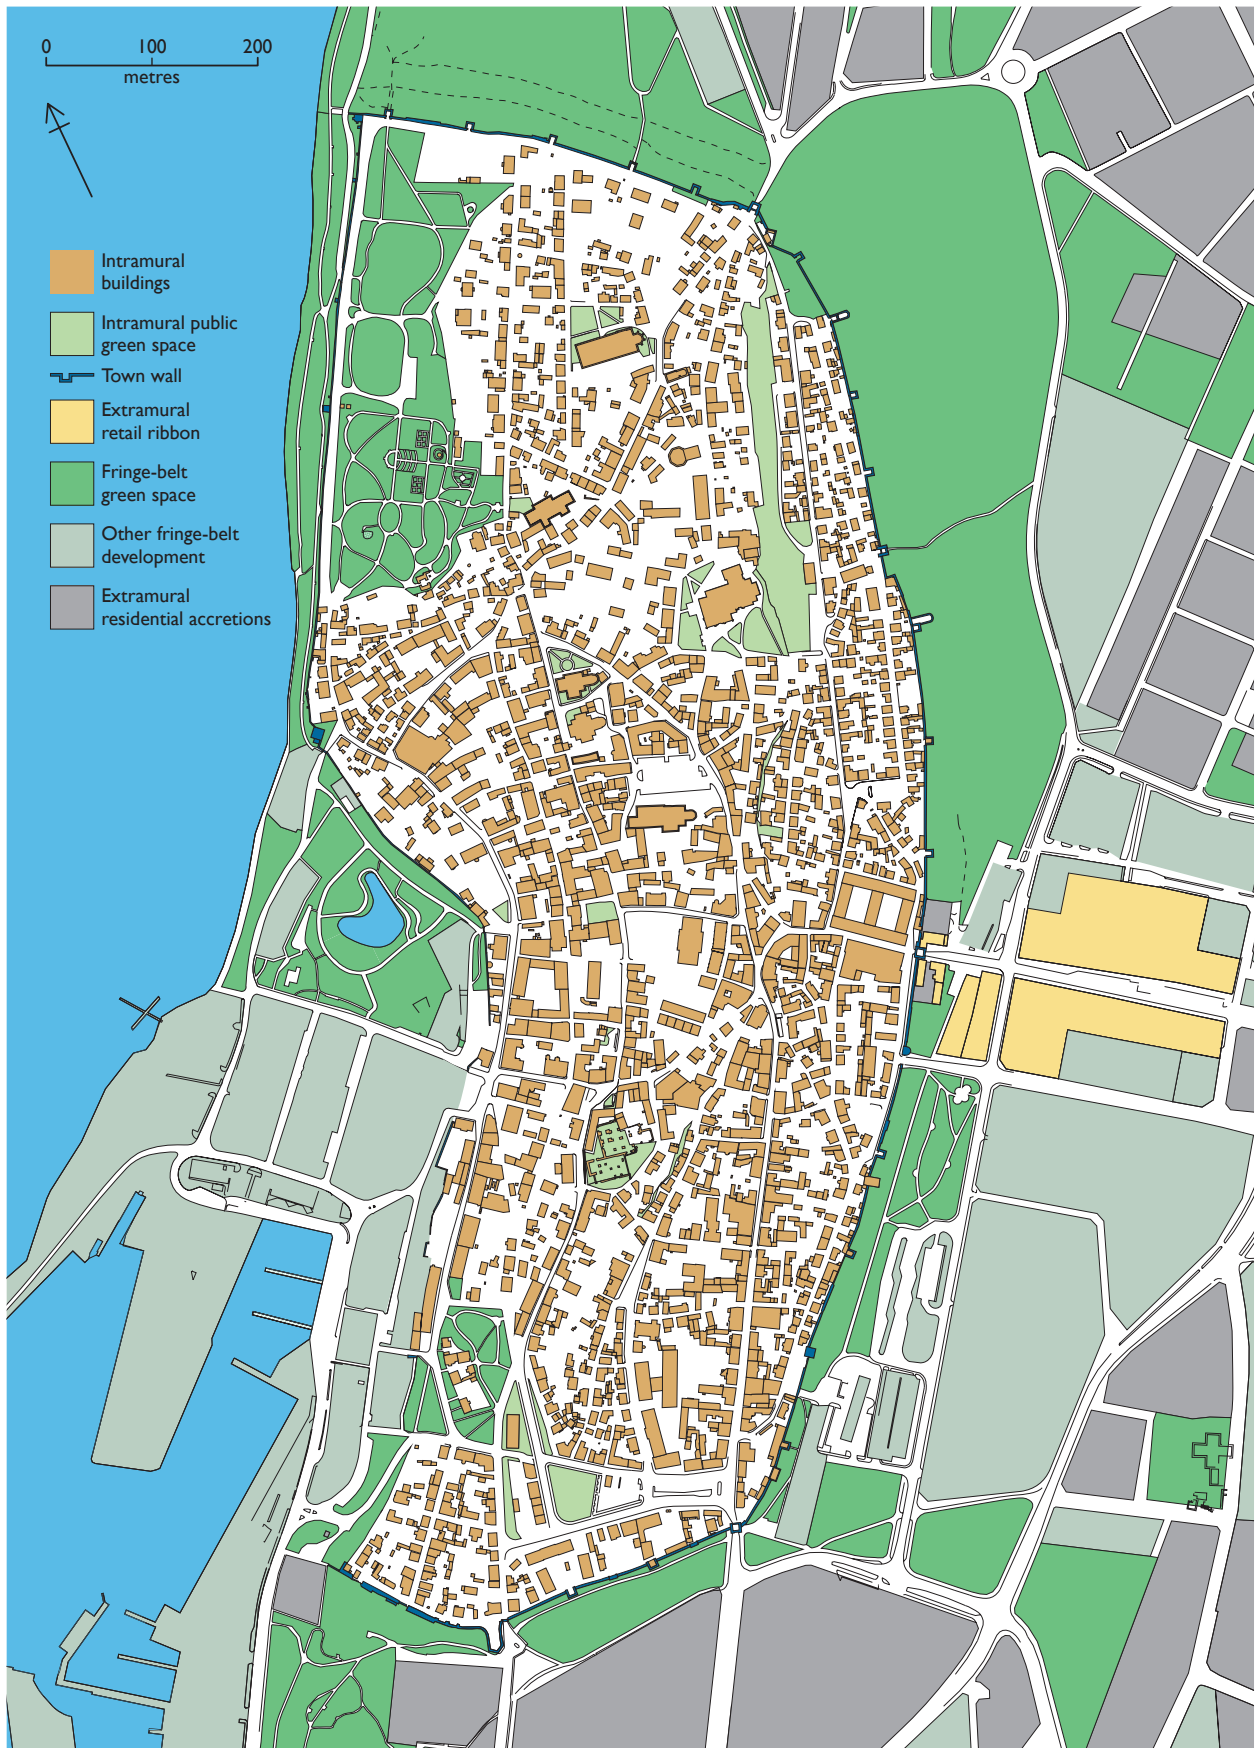 0 100 200
metres
Intramural
buildings
Intramural public
green space
Town wall
Extramural
retail ribbon
Fringe-belt
green space
Other fringe-belt
development
Extramural
residential accretions